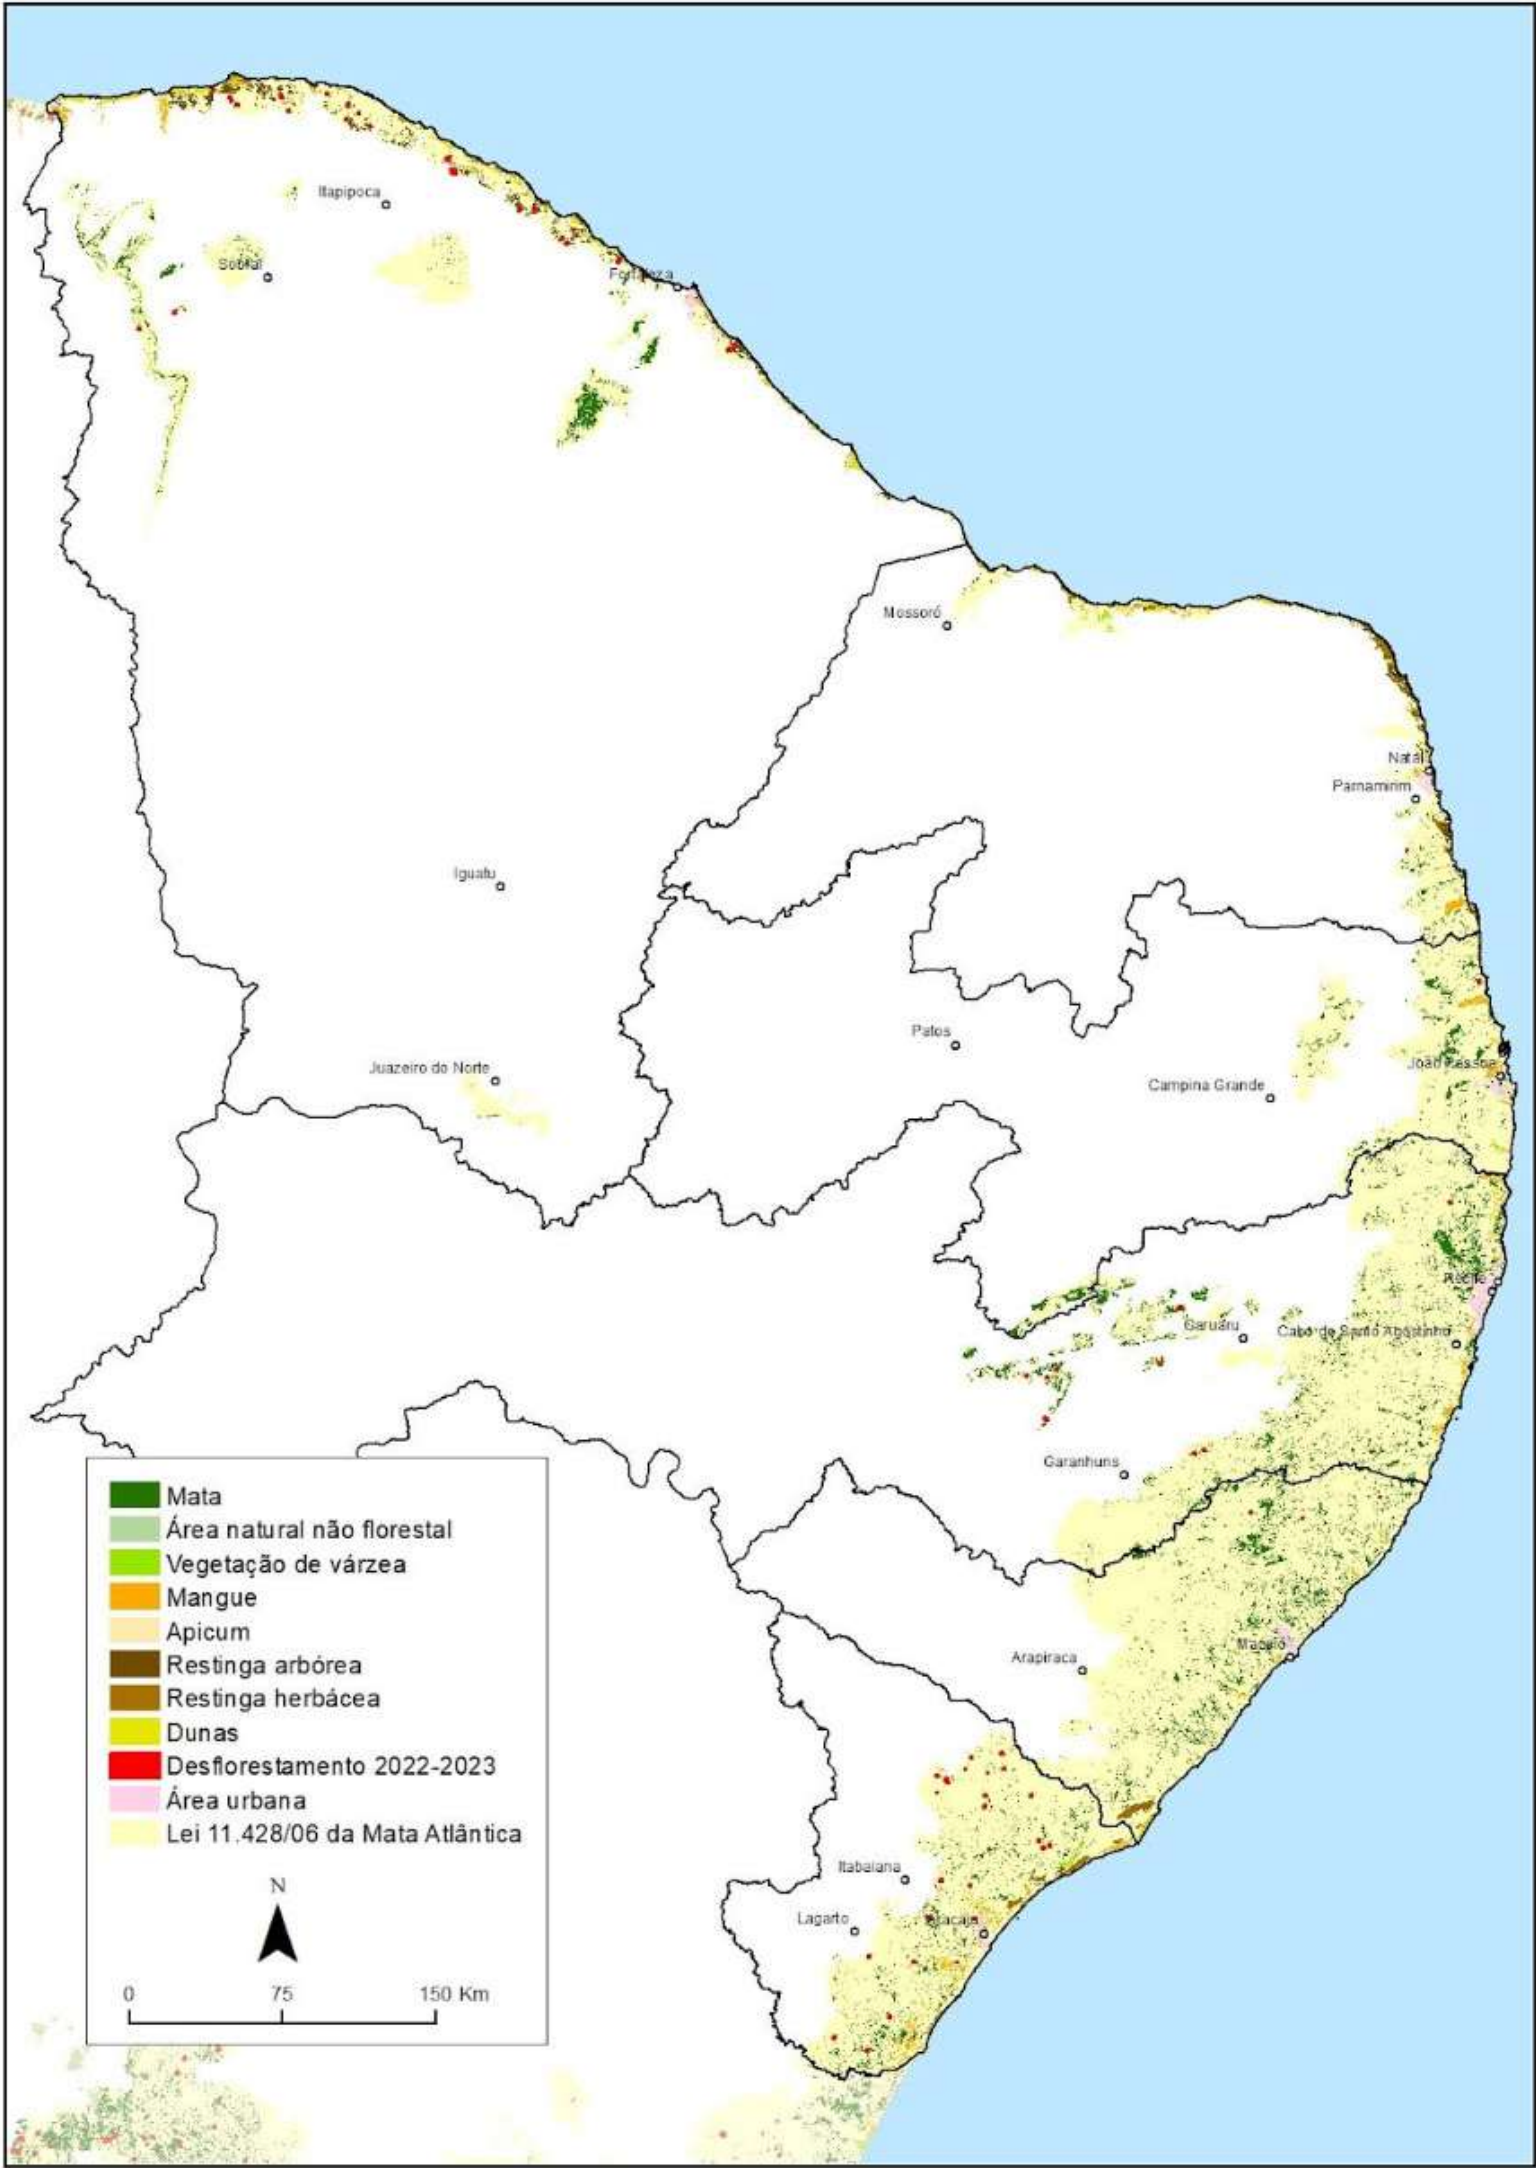 Itapipoca
Sobral
Fortaleza
Mossoró
Natal
Parnamirim
Iguatu
Patos
João Pessoa
Juazeiro do Norte
Campina Grande
Recife
Caruaru
Cabo de Santo Agostinho
Garanhuns
Maceió
Arapiraca
Itabaiana
Lagarto
Aracaju
Mata
Área natural não florestal
Vegetação de várzea
Mangue
Apicum
Restinga arbórea
Restinga herbácea
Dunas
Desflorestamento 2022-2023
Área urbana
Lei 11.428/06 da Mata Atlântica
N
0 75 150 Km